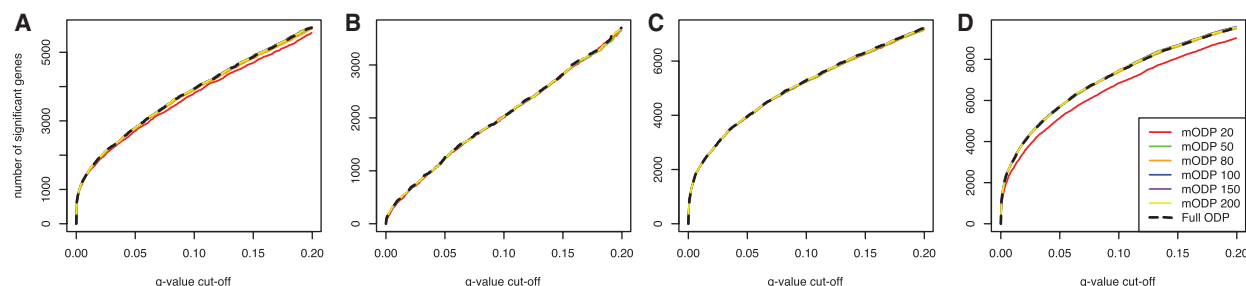 A
B
C
D
number of significant genes
0 1000 3000 5000
0.00 0.05 0.10 0.15 0.20
q-value cut-off
0 1000 2000 3000
0.00 0.05 0.10 0.15 0.20
q-value cut-off
0 2000 4000 6000
0.00 0.05 0.10 0.15 0.20
q-value cut-off
0 2000 4000 6000 8000
0.00 0.05 0.10 0.15 0.20
q-value cut-off
mODP 20
mODP 50
mODP 80
mODP 100
mODP 150
mODP 200
Full ODP